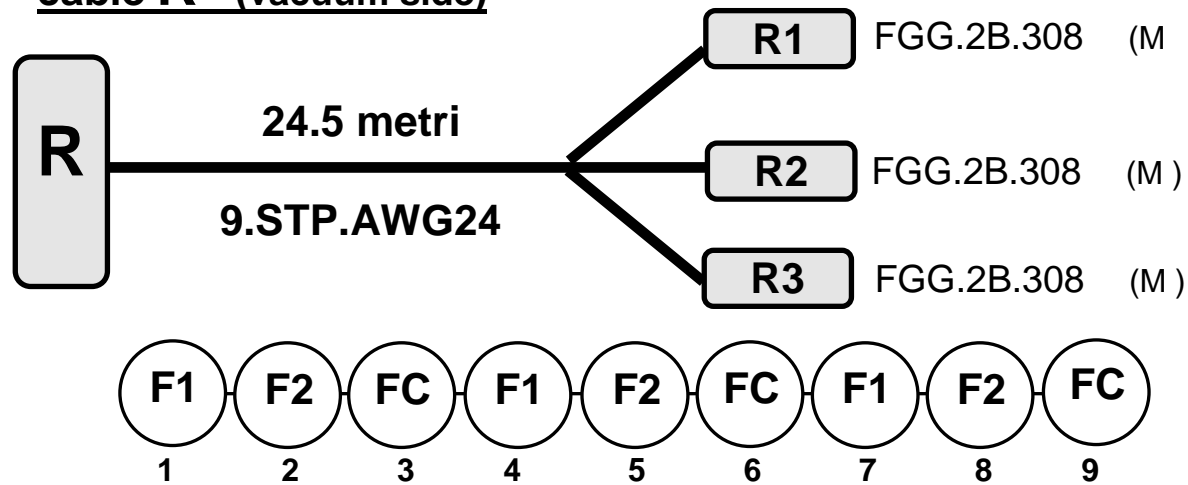 cable R (vacuum side)
R1 FGG.2B.308 (M
R
24.5 metri
R2 FGG.2B.308 (M )
9.STP.AWG24
R3 FGG.2B.308 (M )
F1 F2 FC F1 F2 FC F1 F2 FC
1 2 3 4 5 6 7 8 9